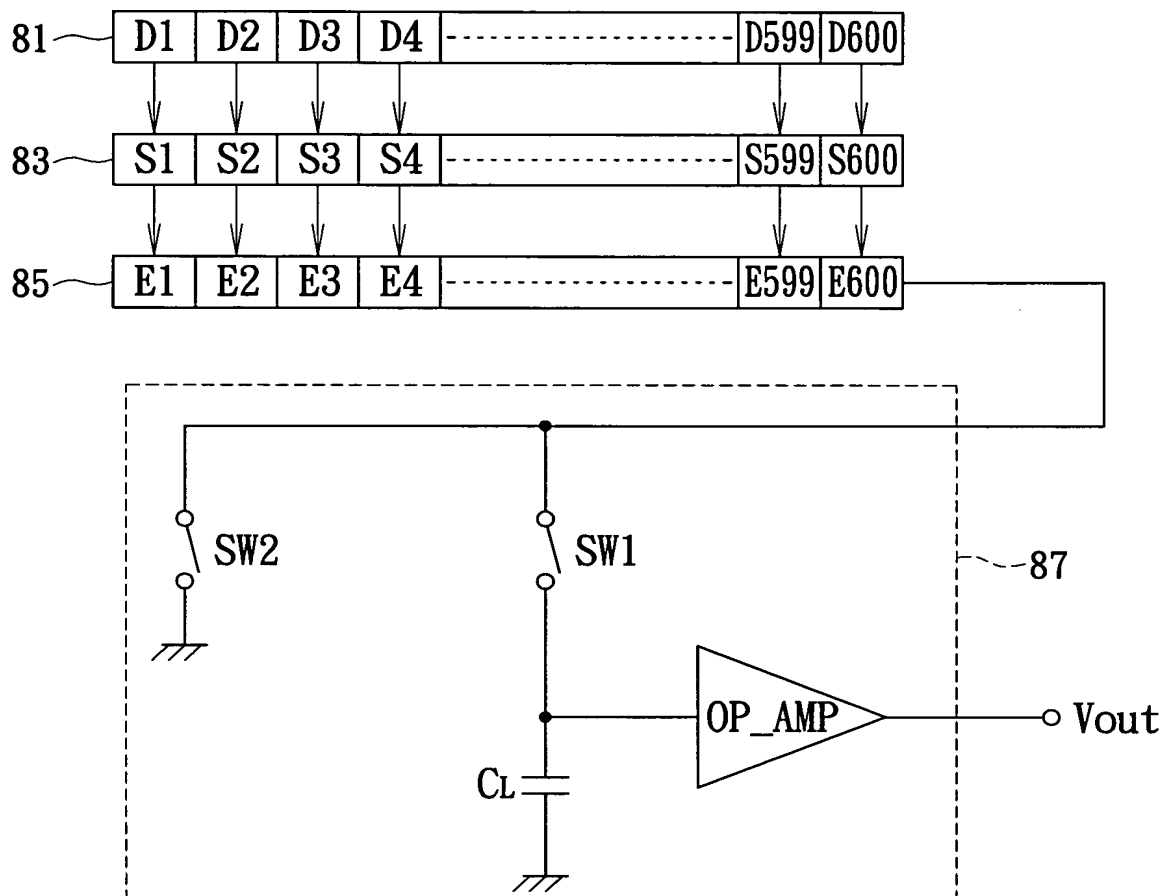 81 D1 D2 D3 D4 D599 D600
83 S1 S2 S3 S4 S599 S600
85 E1 E2 E3 E4 E599 E600
SW2 SW1 87
OP_AMP Vout
CL